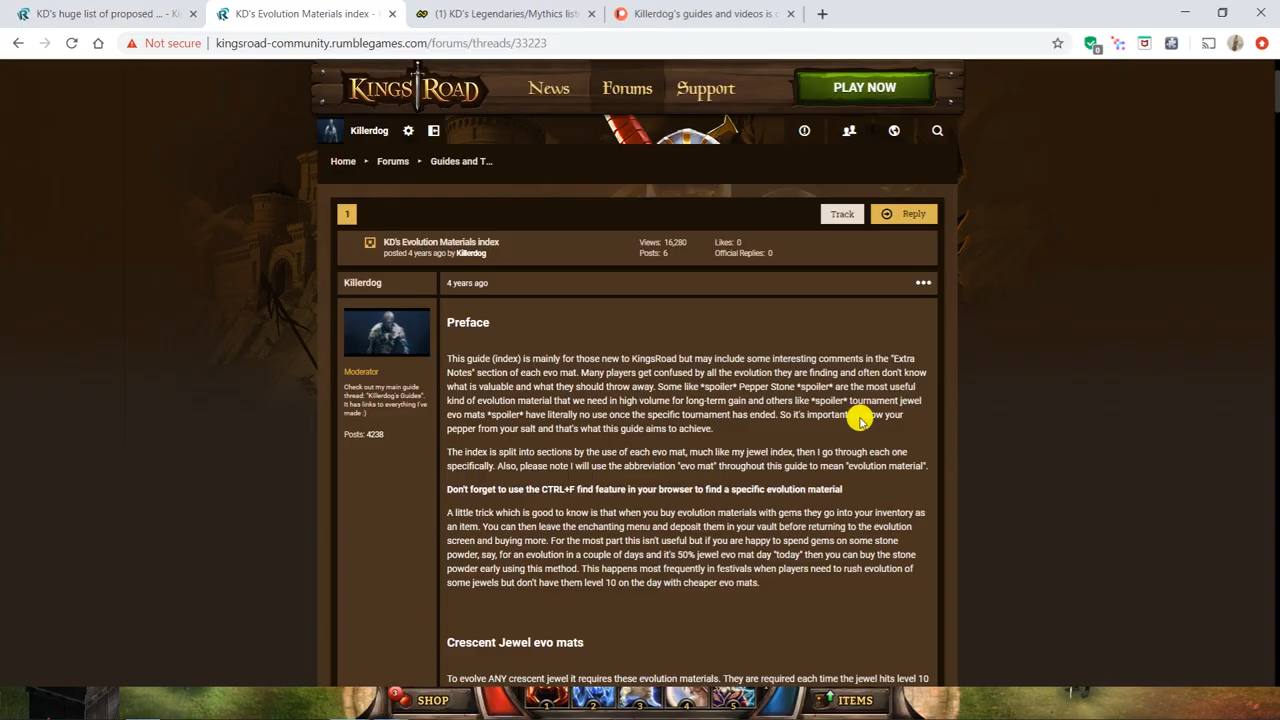 KD's huge list of proposed ... - Ki
KD's Evolution Materials index -
(1) KD's Legendaries/Mythics list
Killerdog's guides and videos is c
Not secure
kingsroad-community.rumblegames.com/forums/threads/33223
KINGSROAD
News
Forums
Support
PLAY NOW
Killerdog
Home
Forums
Guides and T...
1
Track
Reply
KD's Evolution Materials index
posted 4 years ago by Killerdog
Views: 16,280
Posts: 6
Likes: 0
Official Replies: 0
Killerdog
4 years ago
Moderator
Check out my main guide
thread: "Killerdog's Guides".
It has links to everything I've
made :)
Posts: 4238
Preface
This guide (index) is mainly for those new to KingsRoad but may include some interesting comments in the "Extra
Notes" section of each evo mat. Many players get confused by all the evolution they are finding and often don't know
what is valuable and what they should throw away. Some like *spoiler* Pepper Stone *spoiler* are the most useful
kind of evolution material that we need in high volume for long-term gain and others like *spoiler* tournament jewel
evo mats *spoiler* have literally no use once the specific tournament has ended. So it's important your
pepper from your salt and that's what this guide aims to achieve.
The index is split into sections by the use of each evo mat, much like my jewel index, then I go through each one
specifically. Also, please note I will use the abbreviation "evo mat" throughout this guide to mean "evolution material".
Don't forget to use the CTRL+F find feature in your browser to find a specific evolution material
A little trick which is good to know is that when you buy evolution materials with gems they go into your inventory as
an item. You can then leave the enchanting menu and deposit them in your vault before returning to the evolution
screen and buying more. For the most part this isn't useful but if you are happy to spend gems on some stone
powder, say, for an evolution in a couple of days and it's 50% jewel evo mat day "today" then you can buy the stone
powder early using this method. This happens most frequently in festivals when players need to rush evolution of
some jewels but don't have them level 10 on the day with cheaper evo mats.
Crescent Jewel evo mats
To evolve ANY crescent jewel it requires these evolution materials. They are required each time the jewel hits level 10
3
SHOP
1
2
3
4
5
ITEMS